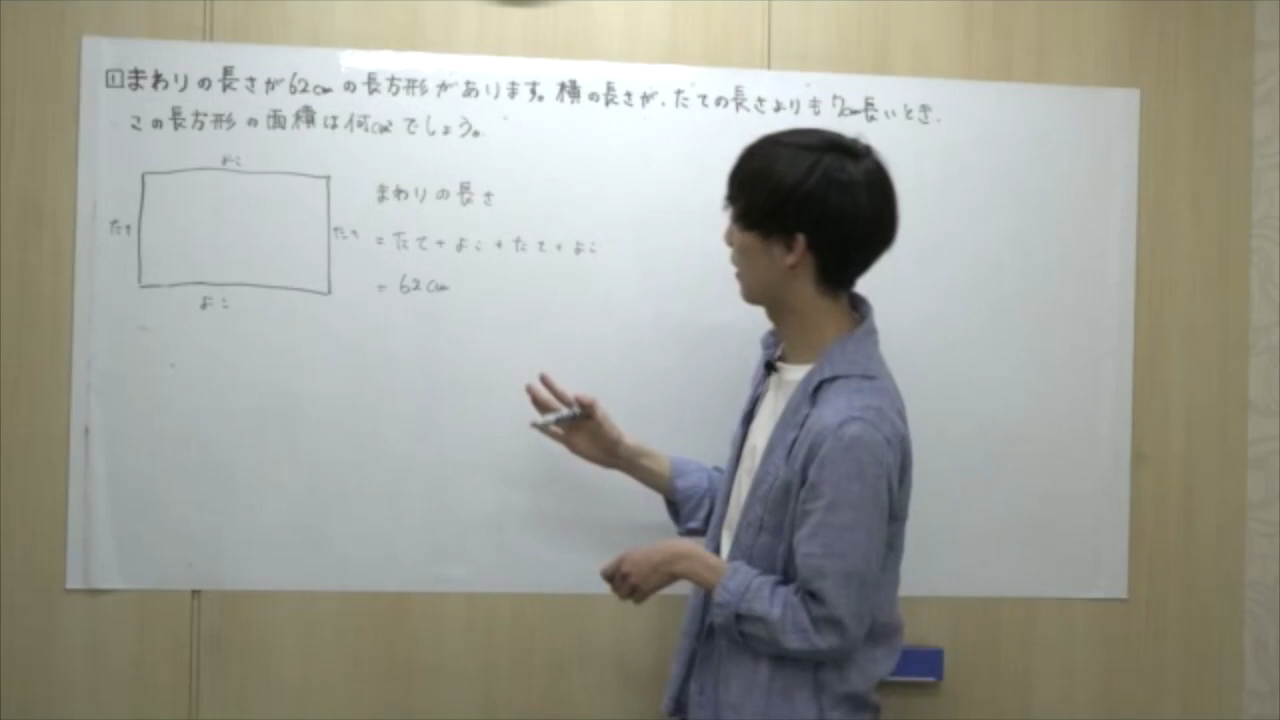 ①まわりの長さが62cmの長方形があります。横の長さが、たての長さよりも7cm長いとき、
この長方形の面積は何cm²でしょう。
よこ
たて
たて
よこ
まわりの長さ
= たて + よこ + たて + よこ
= 62cm